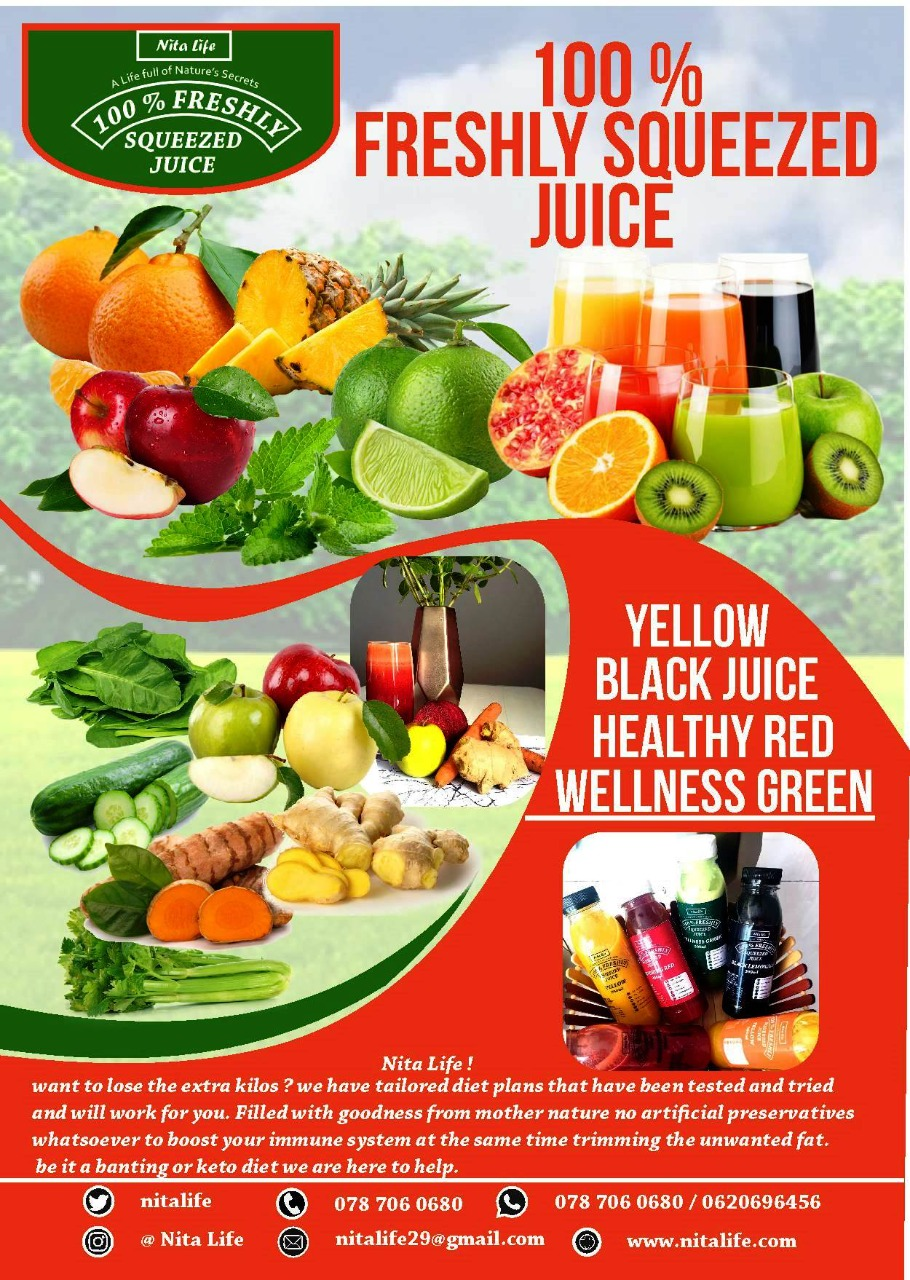 Nita Life
A Life full of Nature's Secrets
100 % FRESHLY
SQUEEZED
JUICE
100 %
FRESHLY SQUEEZED
JUICE
YELLOW
BLACK JUICE
HEALTHY RED
WELLNESS GREEN
Nita Life !
want to lose the extra kilos ? we have tailored diet plans that have been tested and tried
and will work for you. Filled with goodness from mother nature no artificial preservatives
whatsoever to boost your immune system at the same time trimming the unwanted fat.
be it a banting or keto diet we are here to help.
nitalife 078 706 0680 078 706 0680 / 0620696456
@ Nita Life nitalife29@gmail.com www.nitalife.com